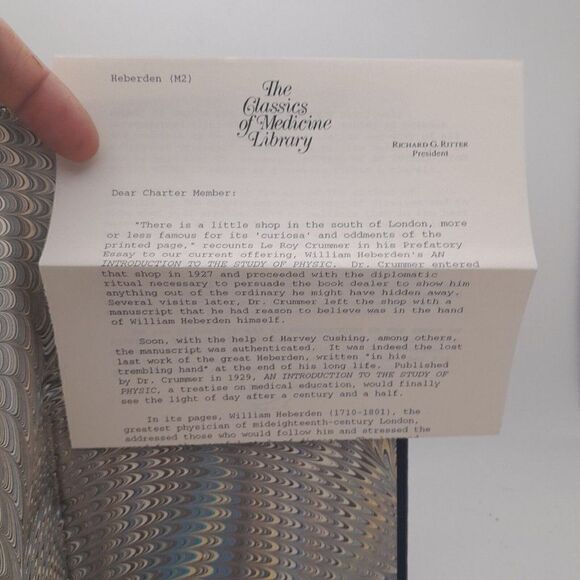 Heberden (M2)
The
Classics
of Medicine
Library
RICHARD G. RITTER
President
Dear Charter Member:
"There is a little shop in the south of London, more
or less famous for its 'curiosa' and oddments of the
printed page," recounts Le Roy Crummer in his Prefatory
Essay to our current offering, William Heberden's AN
INTRODUCTION TO THE STUDY OF PHYSIC. Dr. Crummer entered
that shop in 1927 and proceeded with the diplomatic
ritual necessary to persuade the book dealer to show him
anything out of the ordinary he might have hidden away.
Several visits later, Dr. Crummer left the shop with a
manuscript that he had reason to believe was in the hand
of William Heberden himself.
Soon, with the help of Harvey Cushing, among others,
the manuscript was authenticated. It was indeed the lost
last work of the great Heberden, written "in his
trembling hand" at the end of his long life. Published
by Dr. Crummer in 1929, AN INTRODUCTION TO THE STUDY OF
PHYSIC, a treatise on medical education, would finally
see the light of day after a century and a half.
In its pages, William Heberden (1710-1801), the
greatest physician of mideighteenth-century London,
addressed those who would follow him and stressed the